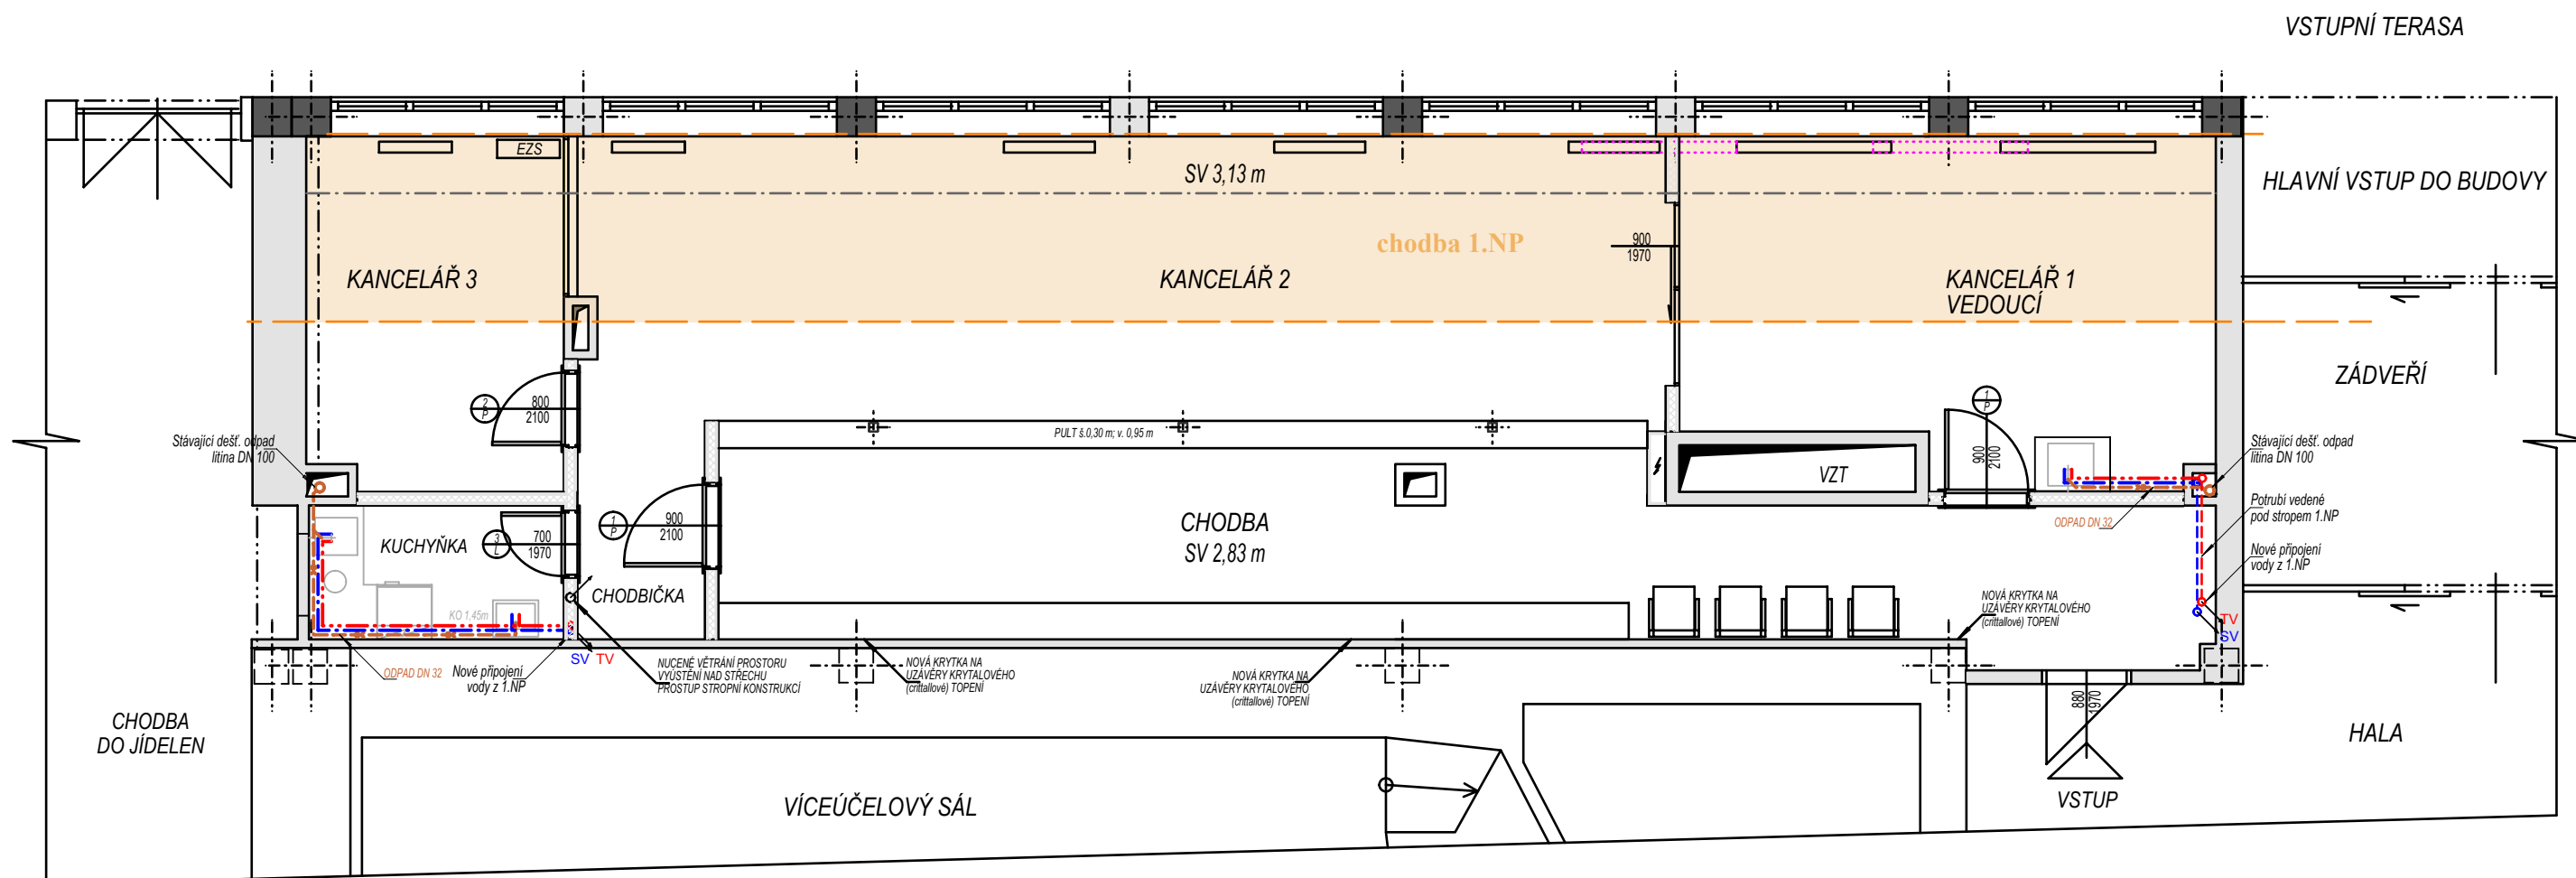 VSTUPNÍ TERASA
EZS
SV 3,13 m
HLAVNÍ VSTUP DO BUDOVY
chodba 1.NP
900
1970
KANCELÁŘ 3
KANCELÁŘ 2
KANCELÁŘ 1
VEDOUCÍ
ZÁDVEŘÍ
2
P
800
2100
1
P
900
2100
PULT š.0,30 m; v. 0,95 m
Stávající dešť. odpad
litina DN 100
Stávající dešť. odpad
litina DN 100
VZT
Potrubí vedené
pod stropem 1.NP
ODPAD DN 32
CHODBA
SV 2,83 m
1
P
900
2100
KUCHYŇKA
3
L
700
1970
Nové připojení
vody z 1.NP
CHODBIČKA
KO 1,45m
NOVÁ KRYTKA NA
UZÁVĚRY KRYTALOVÉHO
(crittallové) TOPENÍ
TV
SV
SV TV
ODPAD DN 32
Nové připojení
vody z 1.NP
NUCENÉ VĚTRÁNÍ PROSTORU
VYÚSTĚNÍ NAD STŘECHU
PROSTUP STROPNÍ KONSTRUKCÍ
NOVÁ KRYTKA NA
UZÁVĚRY KRYTALOVÉHO
(crittallové) TOPENÍ
NOVÁ KRYTKA NA
UZÁVĚRY KRYTALOVÉHO
(crittallové) TOPENÍ
880
1970
CHODBA
DO JÍDELEN
HALA
VÍCEÚČELOVÝ SÁL
VSTUP